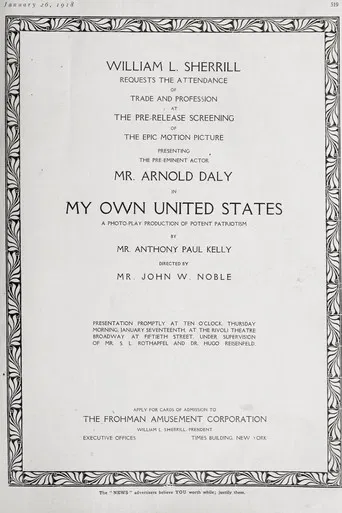 January 26, 1918
WILLIAM L. SHERRILL
REQUESTS THE ATTENDANCE
OF
TRADE AND PROFESSION
AT
THE PRE-RELEASE SCREENING
OF
THE EPIC MOTION PICTURE
PRESENTING
THE PRE-EMINENT ACTOR
MR. ARNOLD DALY
IN
MY OWN UNITED STATES
A PHOTO-PLAY PRODUCTION OF POTENT PATRIOTISM
BY
MR. ANTHONY PAUL KELLY
DIRECTED BY
MR. JOHN W. NOBLE
PRESENTATION PROMPTLY AT TEN O'CLOCK, THURSDAY
MORNING, JANUARY SEVENTEENTH, AT THE RIVOLI THEATRE
BROADWAY AT FIFTIETH STREET, UNDER SUPERVISION
OF MR. S. L. ROTHAPFEL AND DR. HUGO REISENFELD.
APPLY FOR CARDS OF ADMISSION TO
THE FROHMAN AMUSEMENT CORPORATION
WILLIAM L. SHERRILL, PRESIDENT
EXECUTIVE OFFICES TIMES BUILDING, NEW YORK
The "NEWS" advertisers believe YOU worth while; justify them.